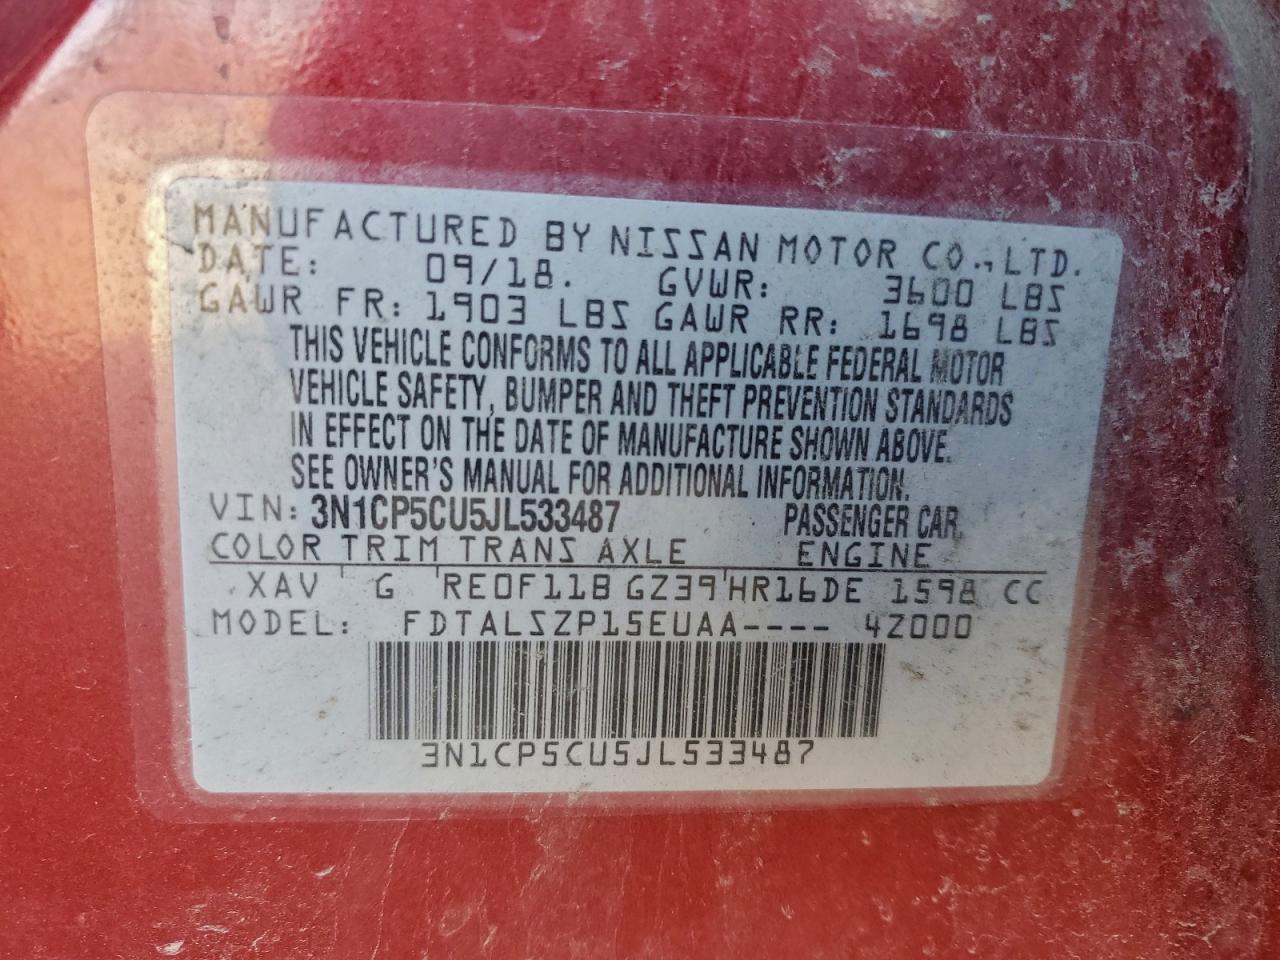 MANUFACTURED BY NISSAN MOTOR CO.,LTD.
DATE: 09/18. GVWR: 3600 LBS
GAWR FR: 1903 LBS GAWR RR: 1698 LBS
THIS VEHICLE CONFORMS TO ALL APPLICABLE FEDERAL MOTOR
VEHICLE SAFETY, BUMPER AND THEFT PREVENTION STANDARDS
IN EFFECT ON THE DATE OF MANUFACTURE SHOWN ABOVE.
SEE OWNER'S MANUAL FOR ADDITIONAL INFORMATION.
VIN: 3N1CP5CU5JL533487 PASSENGER CAR
COLOR TRIM TRANS AXLE ENGINE
XAV G RE0F11B GZ39 HR16DE 1598 CC
MODEL: FDTALSZP15EUAA---- 4Z000
3N1CP5CU5JL533487